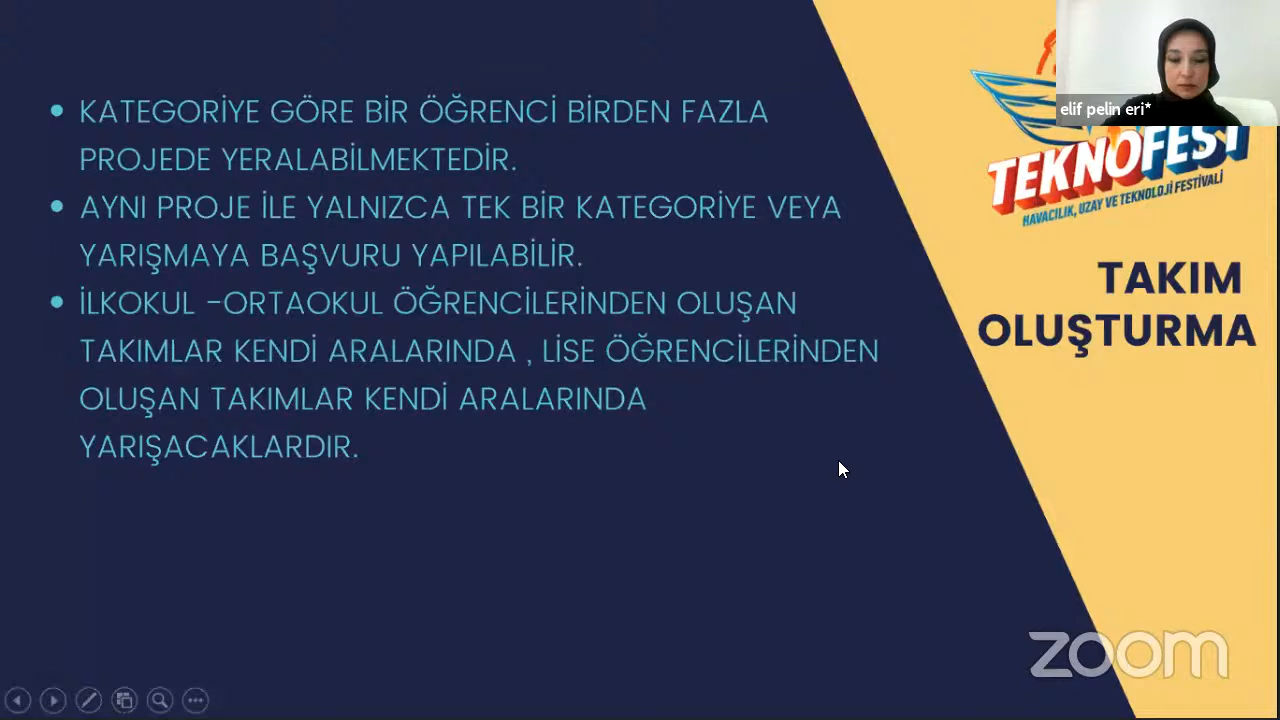 KATEGORİYE GÖRE BİR ÖĞRENCİ BİRDEN FAZLA
PROJEDE YERALABİLMEKTEDİR.
AYNI PROJE İLE YALNIZCA TEK BİR KATEGORİYE VEYA
YARIŞMAYA BAŞVURU YAPILABİLİR.
İLKOKUL -ORTAOKUL ÖĞRENCİLERİNDEN OLUŞAN
TAKIMLAR KENDİ ARALARINDA , LİSE ÖĞRENCİLERİNDEN
OLUŞAN TAKIMLAR KENDİ ARALARINDA
YARIŞACAKLARDIR.
elif pelin eri*
TEKNOFEST
HAVACILIK, UZAY VE TEKNOLOJİ FESTİVALİ
TAKIM
OLUŞTURMA
zoom